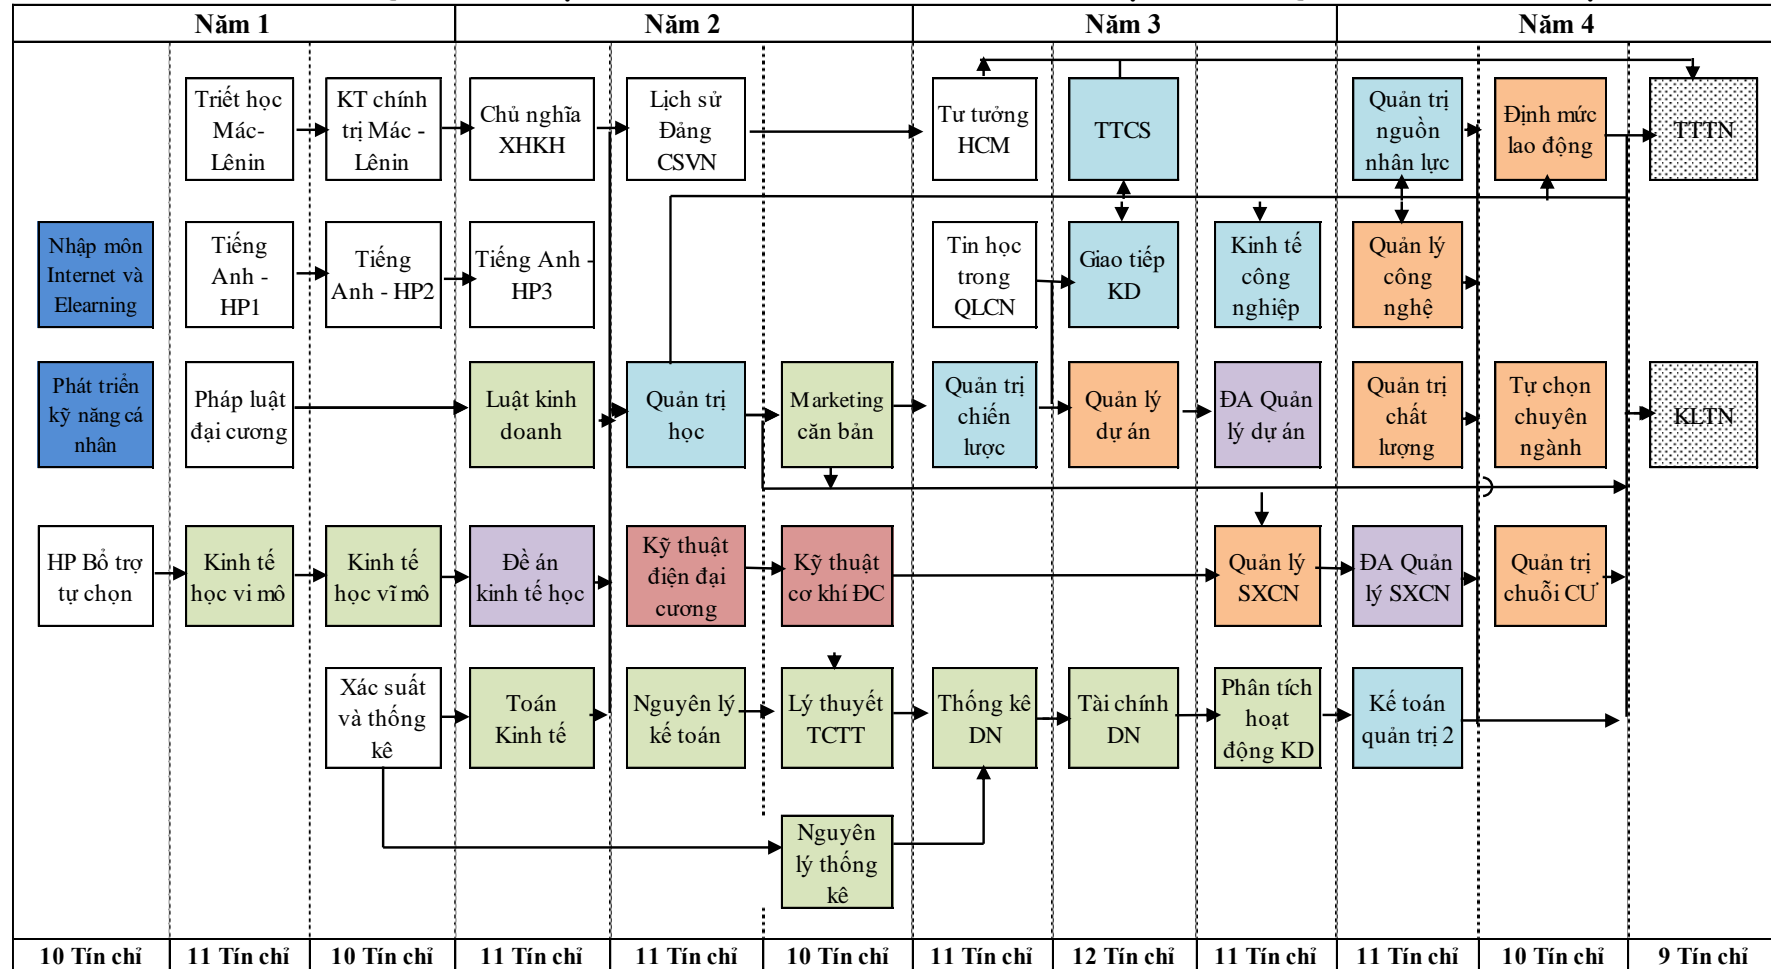 Năm 1
Năm 2
Năm 3
Năm 4
Triết học
Mác-
Lênin
KT chính
trị Mác -
Lênin
Chủ nghĩa
XHKH
Lịch sử
Đảng
CSVN
Tư tưởng
HCM
TTCS
Quản trị
nguồn
nhân lực
Định mức
lao động
TTTN
Nhập môn
Internet và
Elearning
Tiếng
Anh -
HP1
Tiếng
Anh - HP2
Tiếng Anh -
HP3
Tin học
trong
QLCN
Giao tiếp
KD
Kinh tế
công
nghiệp
Quản lý
công
nghệ
Phát triển
kỹ năng cá
nhân
Pháp luật
đại cương
Luật kinh
doanh
Quản trị
học
Marketing
căn bản
Quản trị
chiến
lược
Quản lý
dự án
ĐA Quản
lý dự án
Quản trị
chất
lượng
Tự chọn
chuyên
ngành
KLTN
HP Bổ trợ
tự chọn
Kinh tế
học vi mô
Kinh tế
học vĩ mô
Đề án
kinh tế học
Kỹ thuật
điện đại
cương
Kỹ thuật
cơ khí ĐC
Quản lý
SXCN
ĐA Quản
lý SXCN
Quản trị
chuỗi CƯ
Xác suất
và thống
kê
Toán
Kinh tế
Nguyên lý
kế toán
Lý thuyết
TCTT
Thống kê
DN
Tài chính
DN
Phân tích
hoạt
động KD
Kế toán
quản trị 2
Nguyên
lý thống
kê
10 Tín chỉ
11 Tín chỉ
10 Tín chỉ
11 Tín chỉ
11 Tín chỉ
10 Tín chỉ
11 Tín chỉ
12 Tín chỉ
11 Tín chỉ
11 Tín chỉ
10 Tín chỉ
9 Tín chỉ